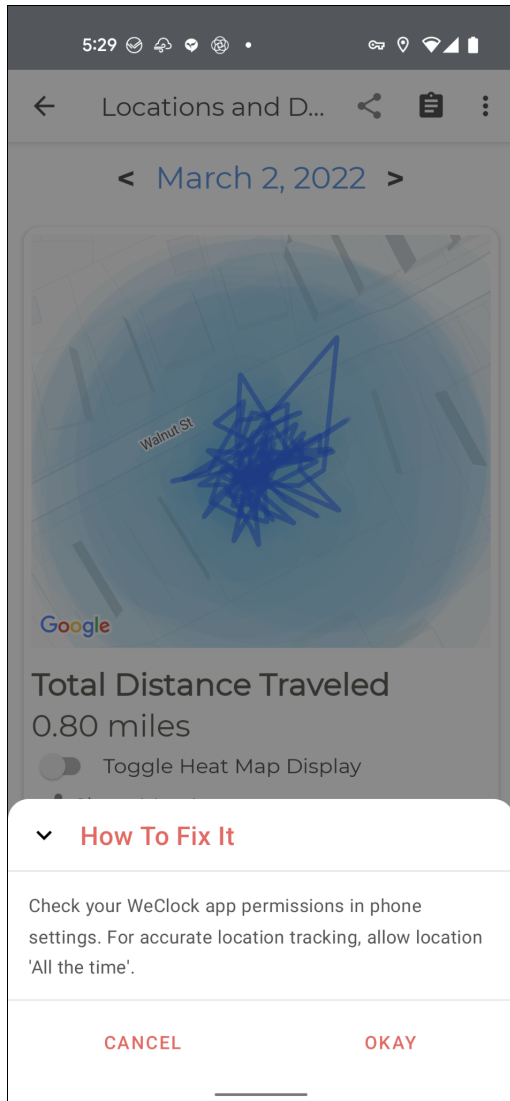 5:29
Locations and D...
< March 2, 2022 >
Walnut St
Google
Total Distance Traveled
0.80 miles
Toggle Heat Map Display
How To Fix It
Check your WeClock app permissions in phone
settings. For accurate location tracking, allow location
'All the time'.
CANCEL OKAY